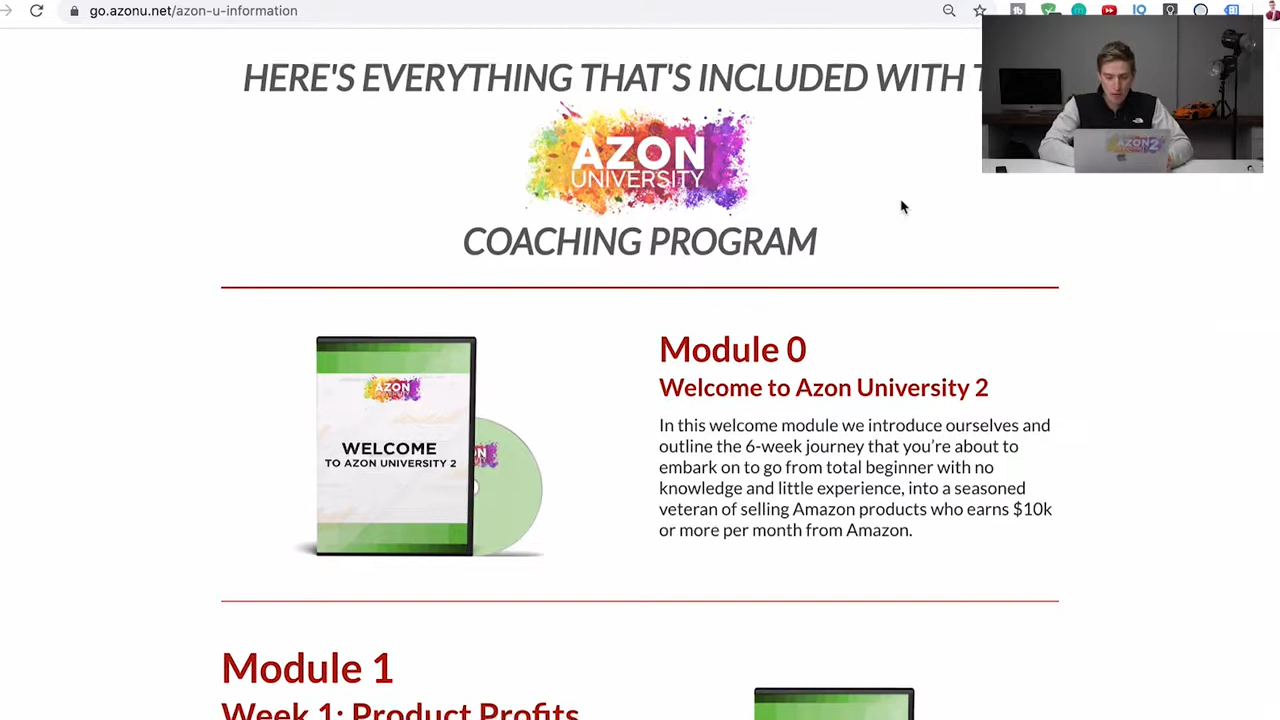 go.azonu.net/azon-u-information
HERE'S EVERYTHING THAT'S INCLUDED WITH
AZON
UNIVERSITY
COACHING PROGRAM
Module 0
Welcome to Azon University 2
In this welcome module we introduce ourselves and
outline the 6-week journey that you're about to
embark on to go from total beginner with no
knowledge and little experience, into a seasoned
veteran of selling Amazon products who earns $10k
or more per month from Amazon.
AZON
WELCOME
TO AZON UNIVERSITY 2
Module 1
Week 1: Product Profits